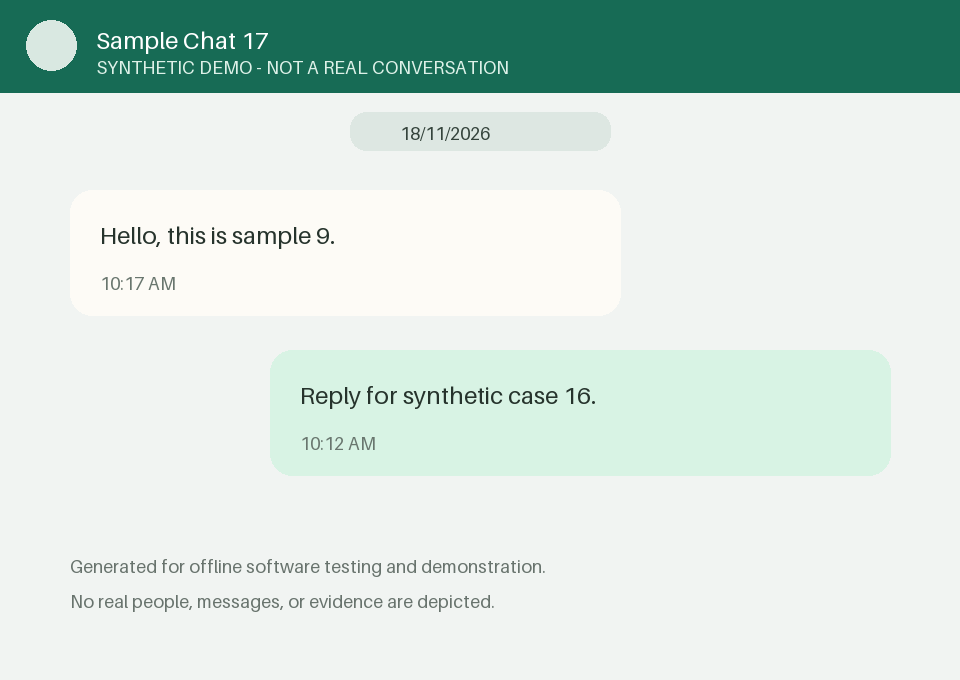 Sample Chat 17
SYNTHETIC DEMO - NOT A REAL CONVERSATION
18/11/2026
Hello, this is sample 9.
10:17 AM
Reply for synthetic case 16.
10:12 AM
Generated for offline software testing and demonstration.
No real people, messages, or evidence are depicted.